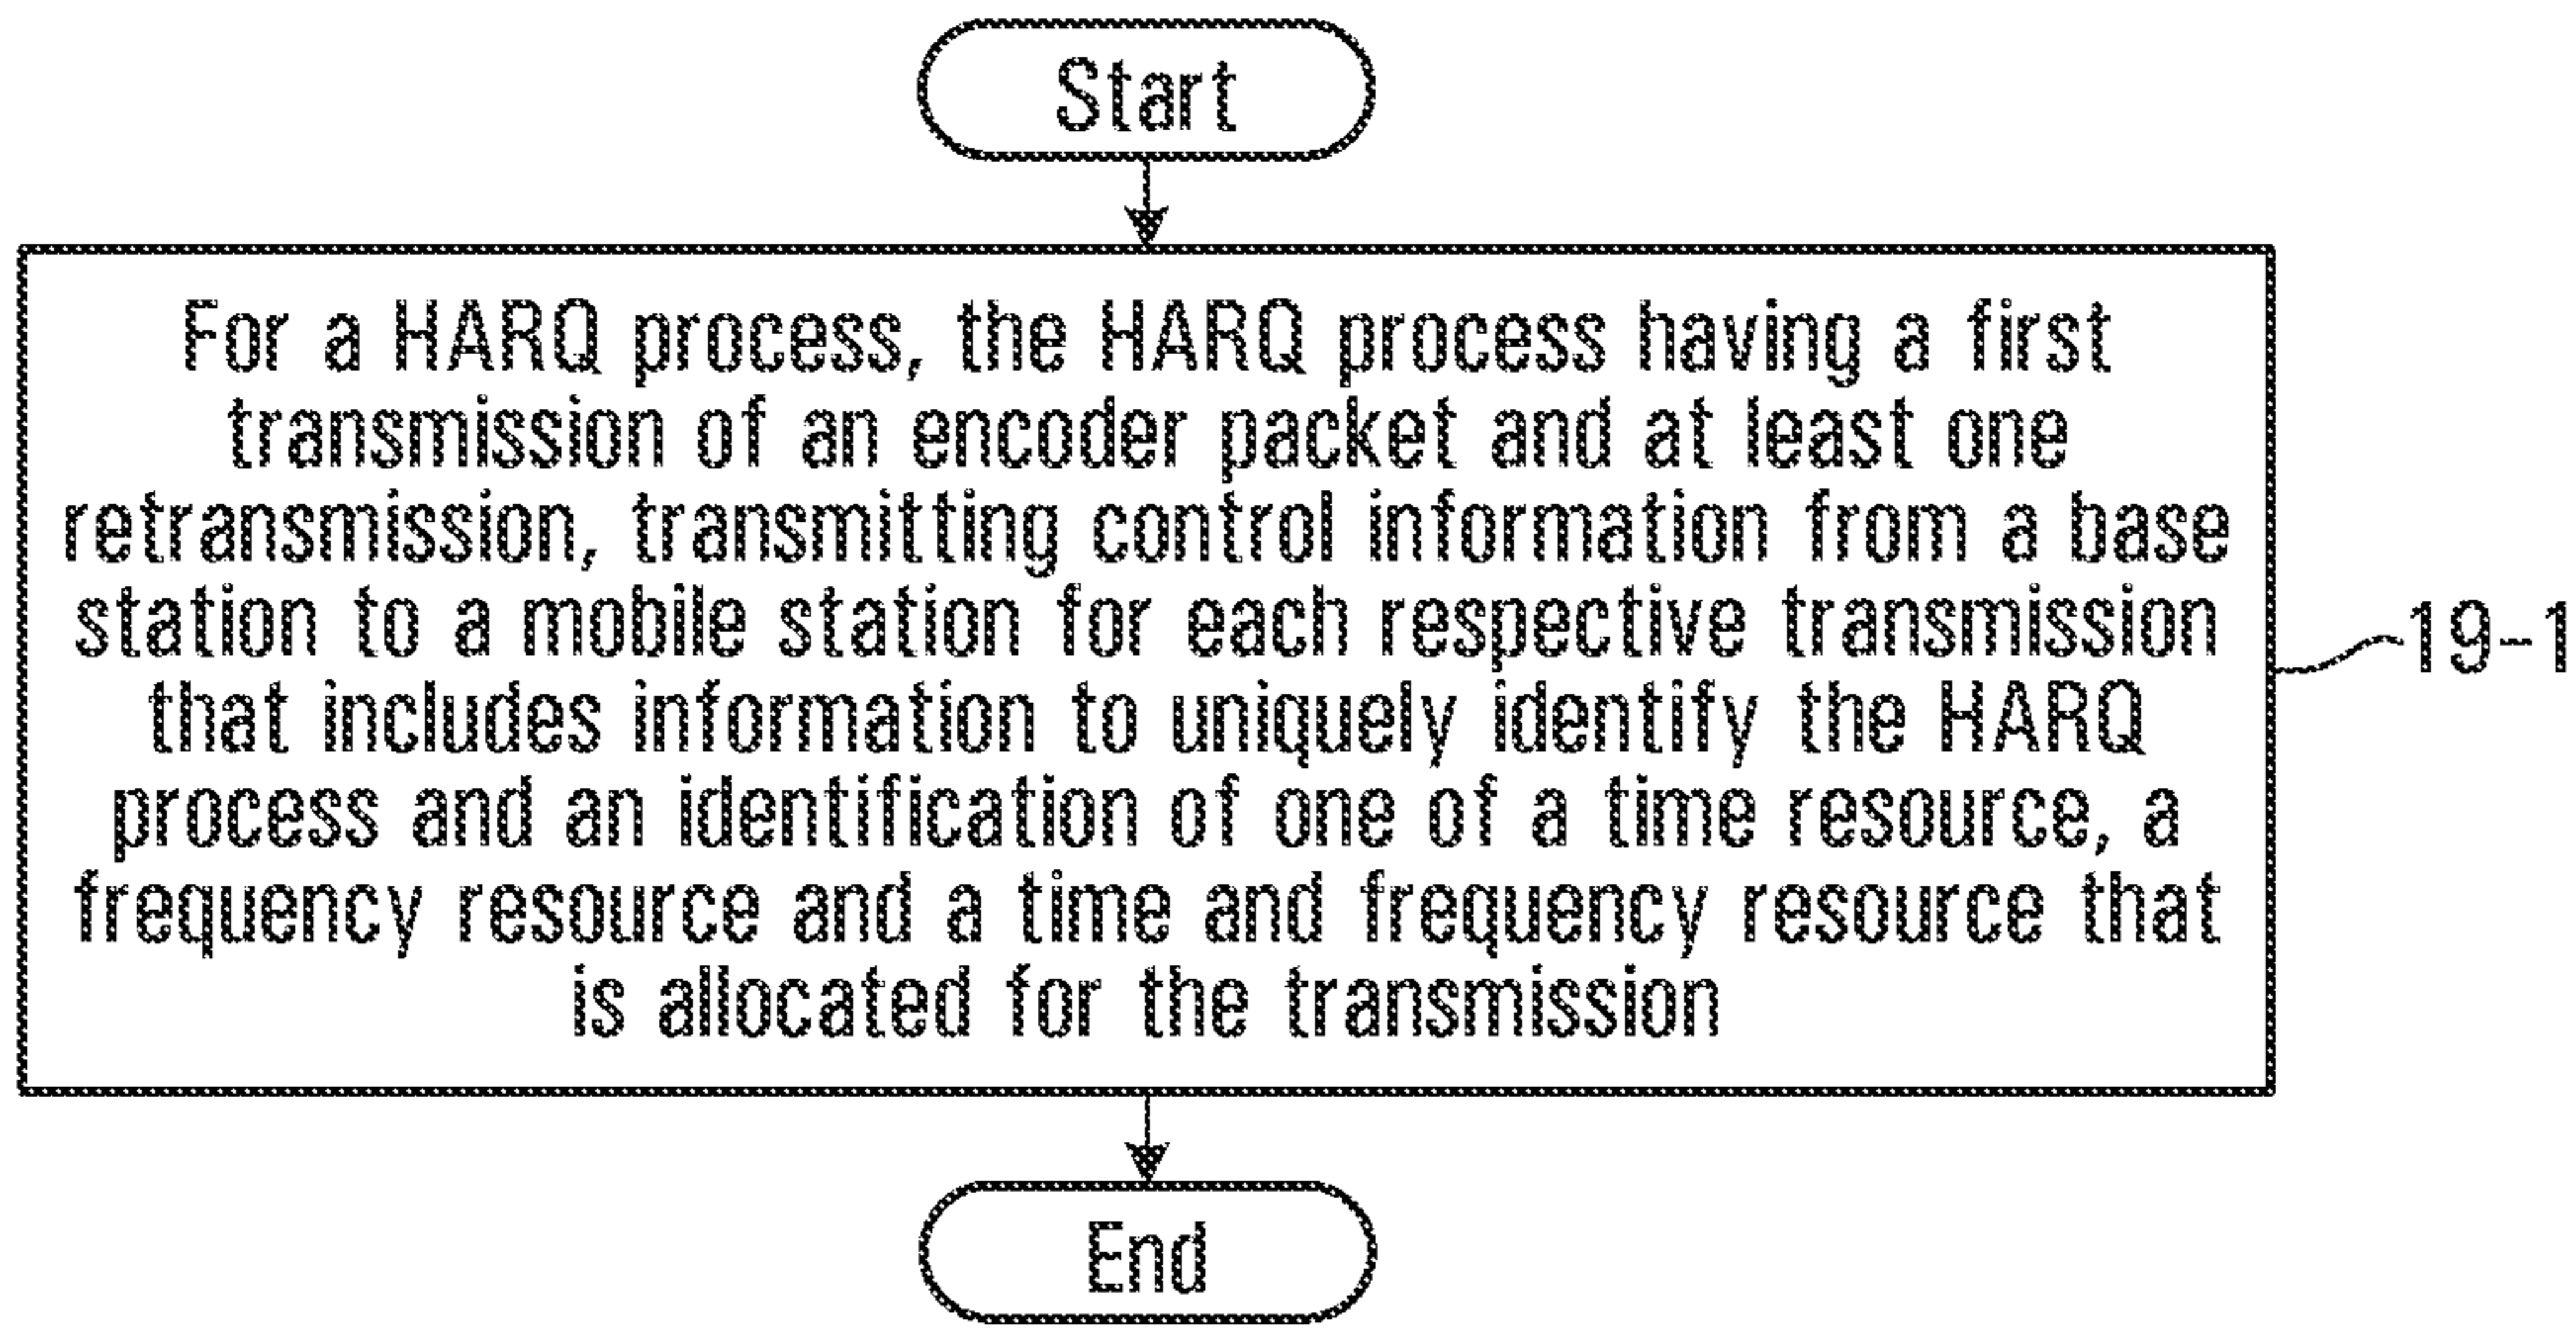 Start
For a HARQ process, the HARQ process having a first
transmission of an encoder packet and at least one
retransmission, transmitting control information from a base
station to a mobile station for each respective transmission
that includes information to uniquely identify the HARQ
process and an identification of one of a time resource, a
frequency resource and a time and frequency resource that
is allocated for the transmission
19-1
End